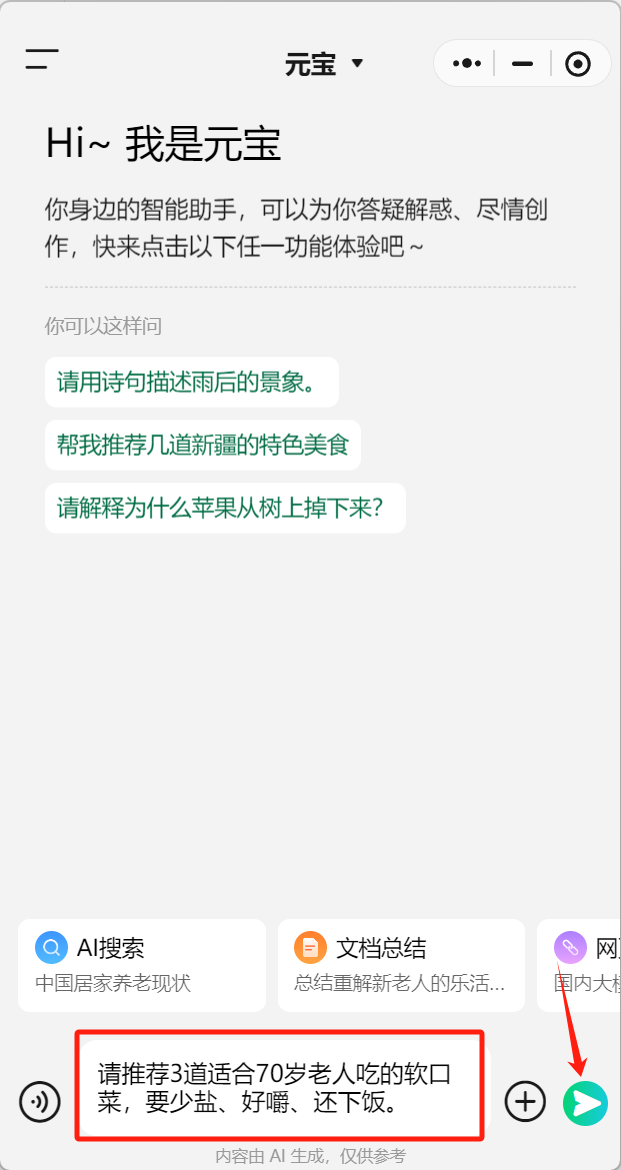 元宝
Hi~ 我是元宝
你身边的智能助手，可以为你答疑解惑、尽情创
作，快来点击以下任一功能体验吧～
你可以这样问
请用诗句描述雨后的景象。
帮我推荐几道新疆的特色美食
请解释为什么苹果从树上掉下来?
AI搜索
文档总结
网
中国居家养老现状
总结重解新老人的乐活...
国内大
请推荐3道适合70岁老人吃的软口
菜，要少盐、好嚼、还下饭。
内容由 AI 生成，仅供参考